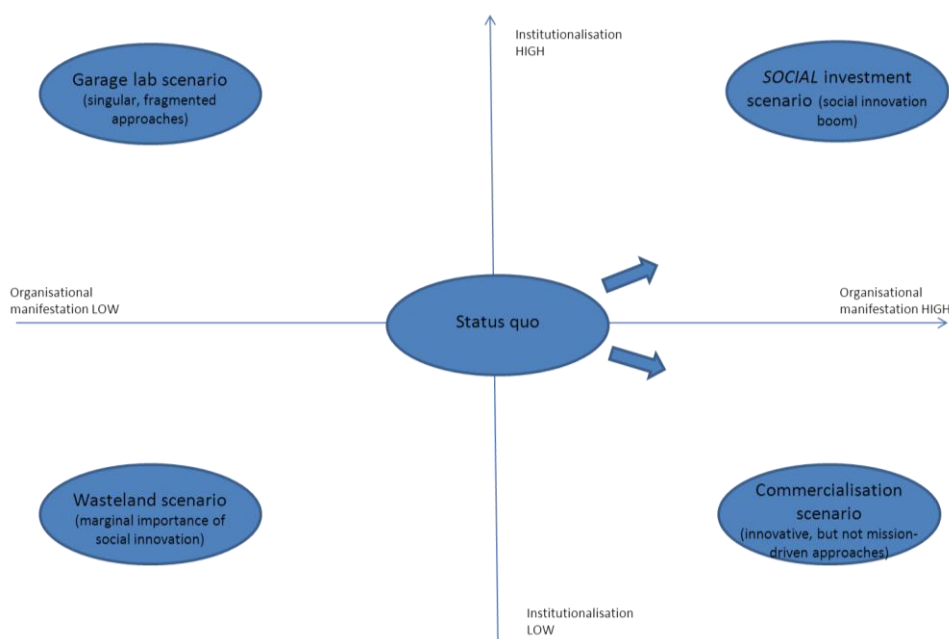 Institutionalisation
HIGH
Garage lab scenario
(singular, fragmented
approaches)
SOCIAL investment
scenario (social innovation
boom)
Organisational
manifestation LOW
Status quo
Organisational
manifestation HIGH
Wasteland scenario
(marginal importance of
social innovation)
Commercialisation
scenario
(innovative, but not mission-
driven approaches)
Institutionalisation
LOW